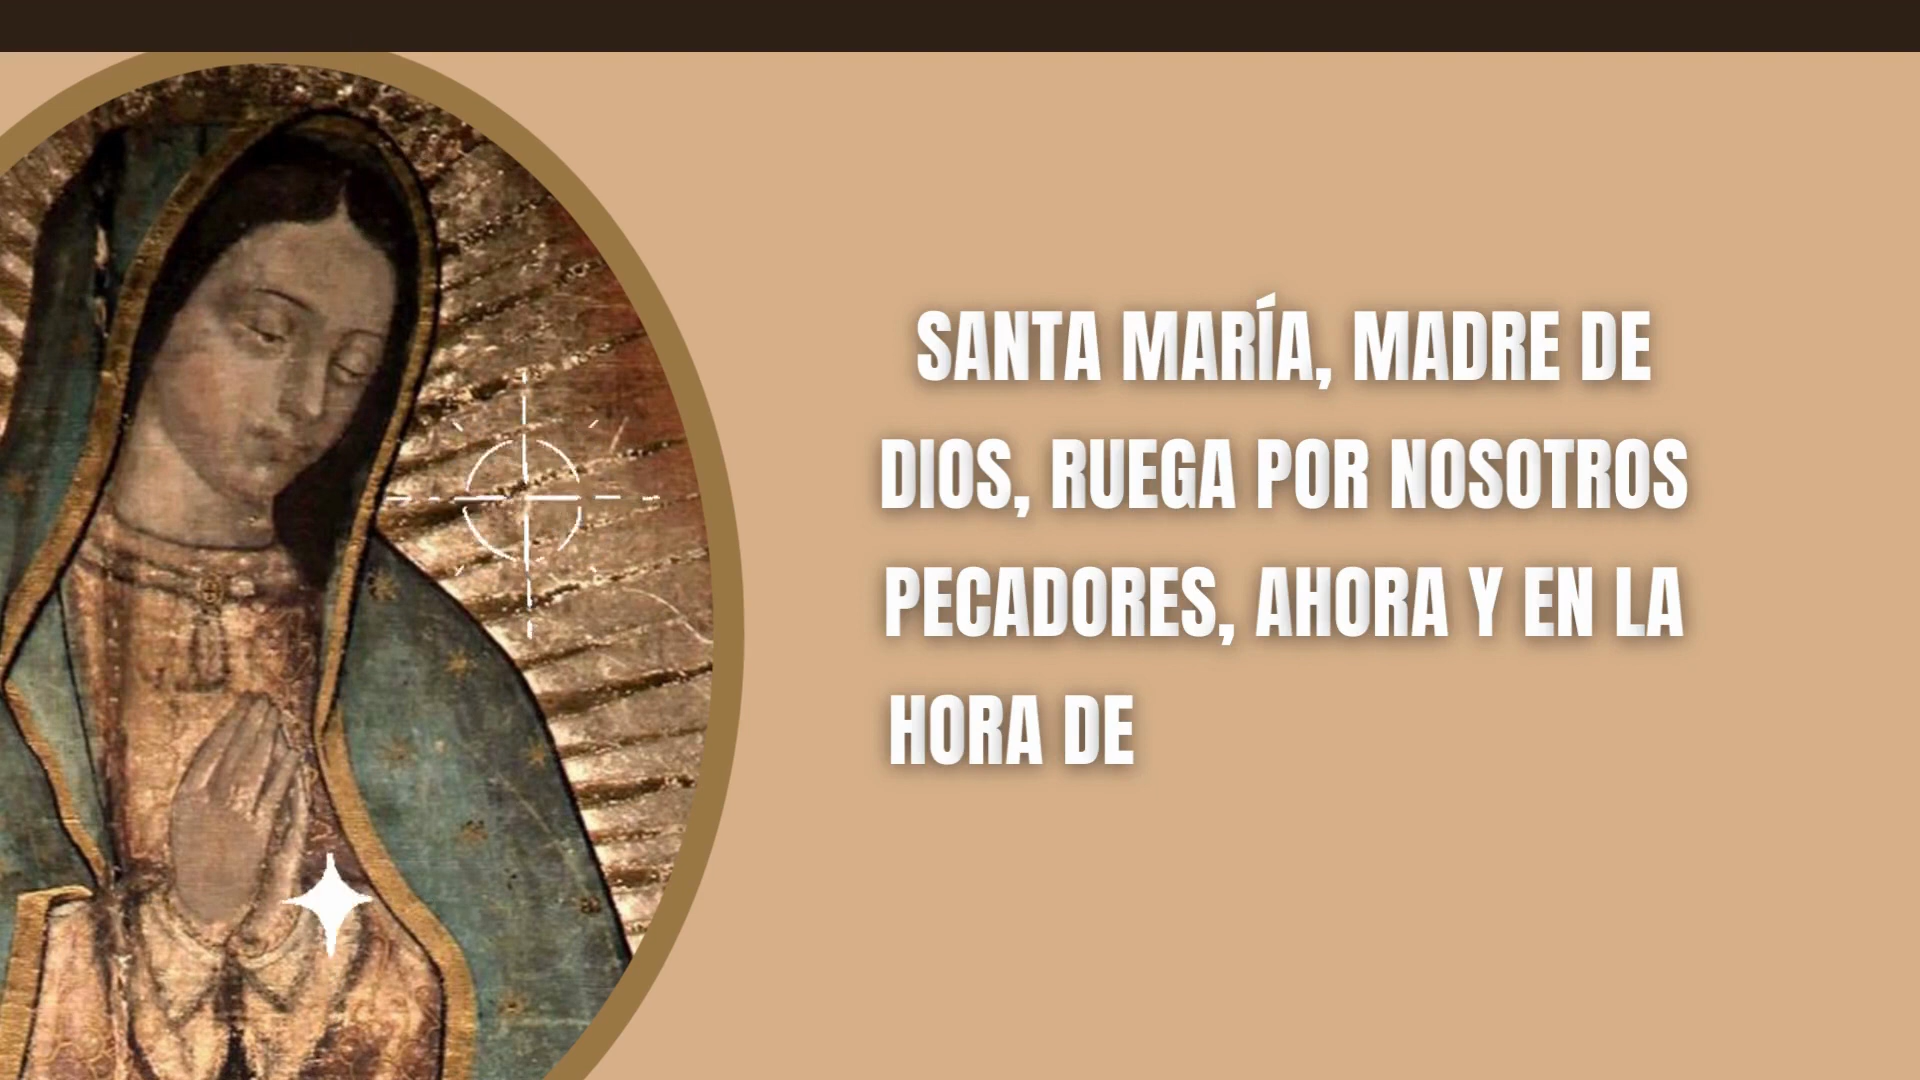 SANTA MARÍA, MADRE DE
DIOS, RUEGA POR NOSOTROS
PECADORES, AHORA Y EN LA
HORA DE